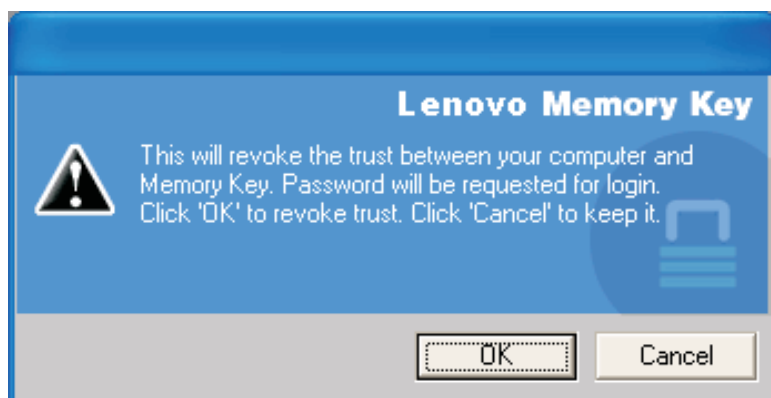 Lenovo Memory Key
This will revoke the trust between your computer and
Memory Key. Password will be requested for login.
Click 'OK' to revoke trust. Click 'Cancel' to keep it.
OK
Cancel